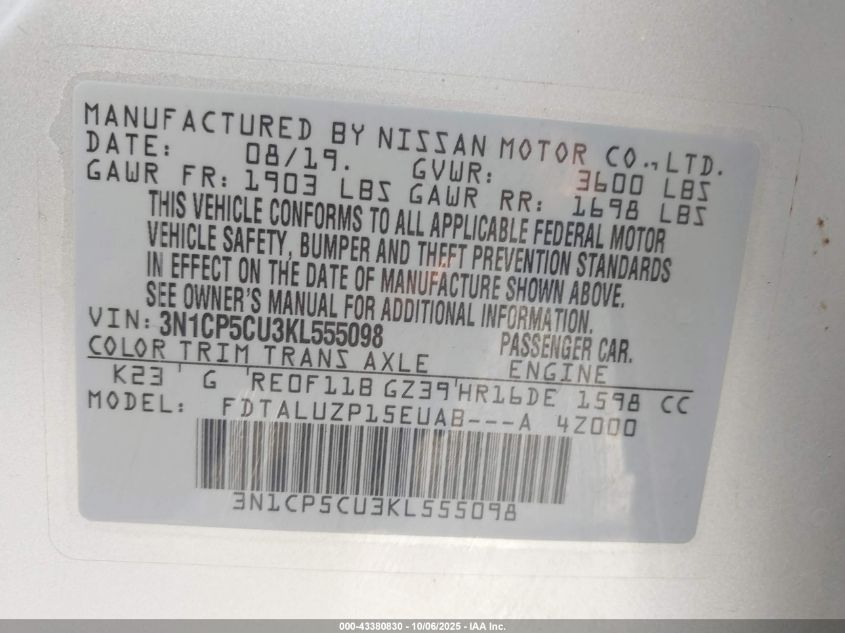 MANUFACTURED BY NISSAN MOTOR CO., LTD.
DATE: 08/19. GVWR: 3600 LBS
GAWR FR: 1903 LBS GAWR RR: 1698 LBS
THIS VEHICLE CONFORMS TO ALL APPLICABLE FEDERAL MOTOR
VEHICLE SAFETY, BUMPER AND THEFT PREVENTION STANDARDS
IN EFFECT ON THE DATE OF MANUFACTURE SHOWN ABOVE.
SEE OWNER'S MANUAL FOR ADDITIONAL INFORMATION.
VIN: 3N1CP5CU3KL555098 PASSENGER CAR.
COLOR TRIM TRANS AXLE ENGINE
K23 G RE0F11B GZ39 HR16DE 1598 CC
MODEL: FDTALUZP15EUAB---A 4Z000
3N1CP5CU3KL555098
000-43380830 - 10/06/2025 - IAA Inc.